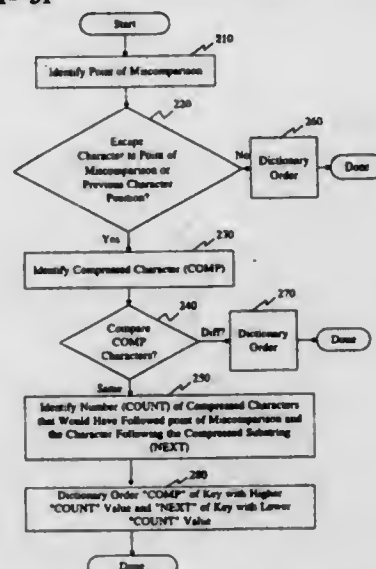 Start
210
Identify Point of Miscomparison
220
Escape
Character in Point of
Miscomparison or
Previous Character
Position?
No
260
Dictionary
Order
Done
Yes
230
Identify Compressed Character (COMP)
240
Compare
COMP
Characters?
Diff?
270
Dictionary
Order
Done
Same
250
Identify Number (COUNT) of Compressed Characters
that Would Have Followed point of Miscomparison and
the Character Following the Compressed Substring
(NEXT)
280
Dictionary Order "COMP" of Key with Higher
"COUNT" Value and "NEXT" of Key with Lower
"COUNT" Value
Done